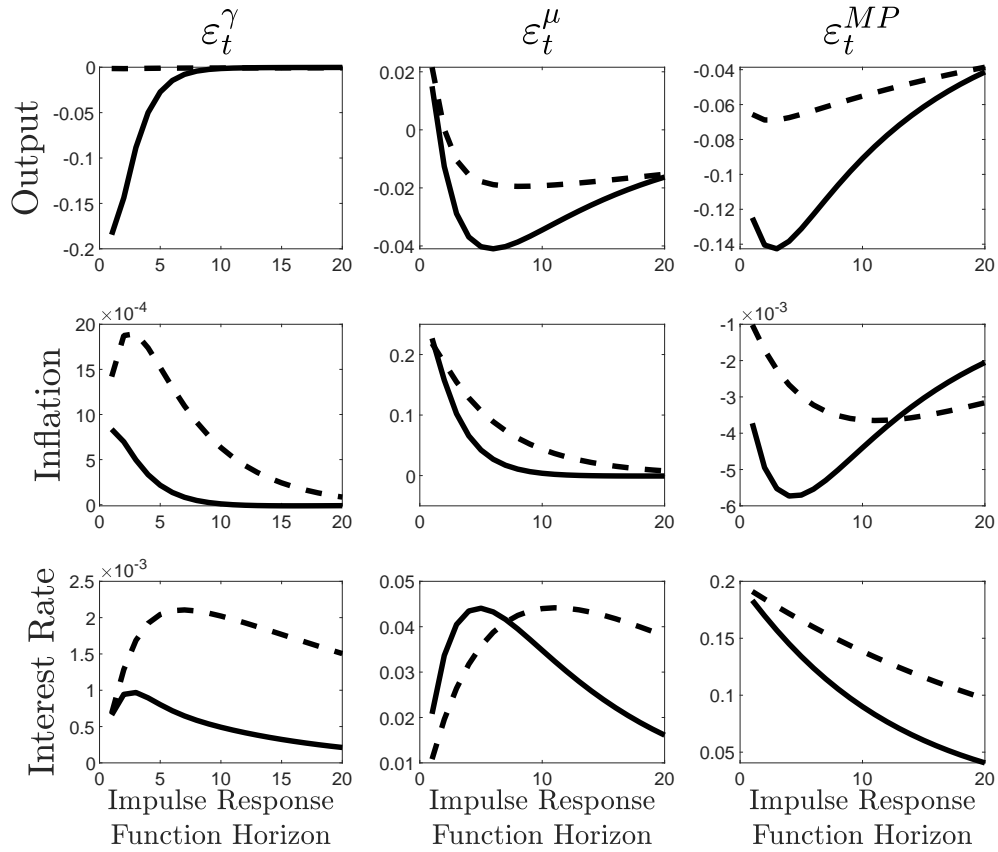 ε_t^γ ε_t^μ ε_t^{MP}
Output
0
-0.05
-0.1
-0.15
-0.2
0 5 10 15 20
0.02
0
-0.02
-0.04
0 10 20
-0.04
-0.06
-0.08
-0.1
-0.12
-0.14
0 10 20
Inflation
×10^-4
20
15
10
5
0
0 5 10 15 20
0.2
0.1
0
0 10 20
×10^-3
-1
-2
-3
-4
-5
-6
0 10 20
Interest Rate
×10^-3
2.5
2
1.5
1
0.5
0
0 5 10 15 20
0.05
0.04
0.03
0.02
0.01
0 10 20
0.2
0.15
0.1
0.05
0 10 20
Impulse Response
Function Horizon
Impulse Response
Function Horizon
Impulse Response
Function Horizon